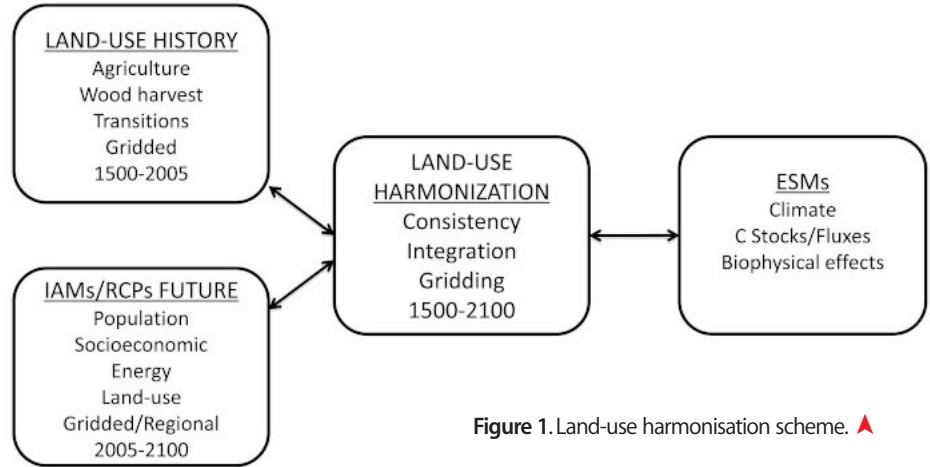 LAND-USE HISTORY
Agriculture
Wood harvest
Transitions
Gridded
1500-2005
IAMs/RCPs FUTURE
Population
Socioeconomic
Energy
Land-use
Gridded/Regional
2005-2100
LAND-USE
HARMONIZATION
Consistency
Integration
Gridding
1500-2100
ESMs
Climate
C Stocks/Fluxes
Biophysical effects
Figure 1. Land-use harmonisation scheme.